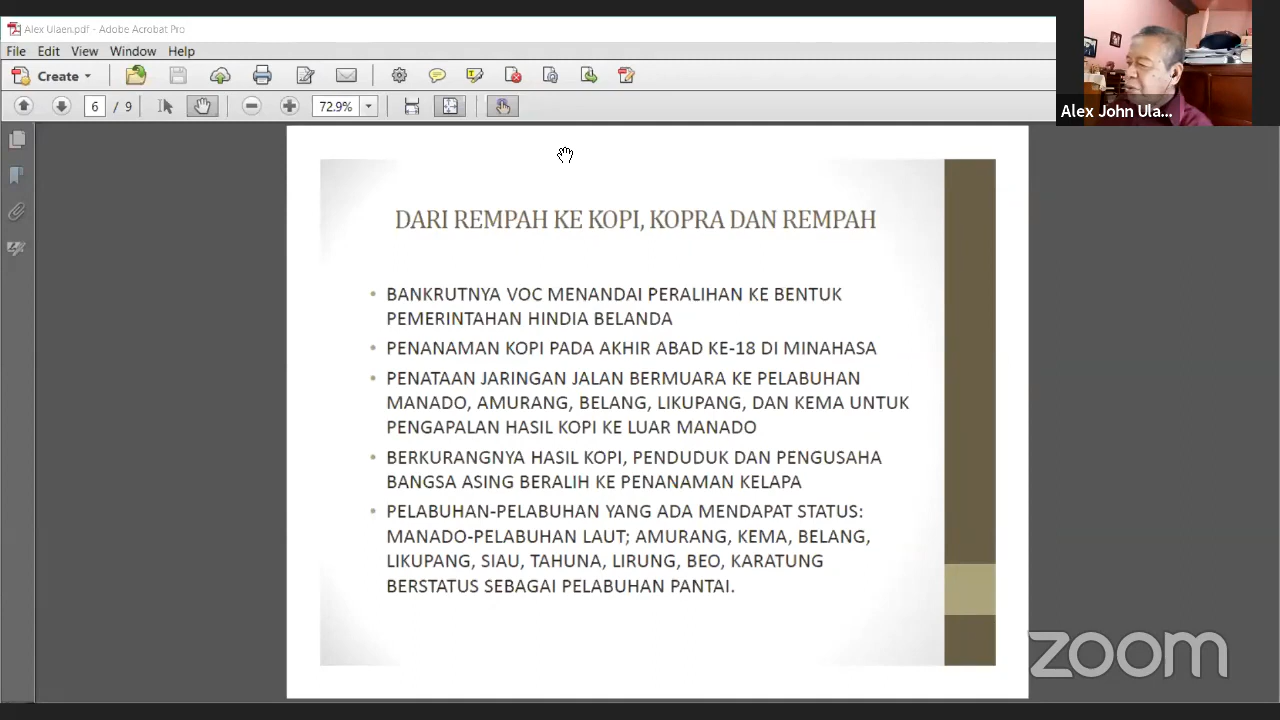 Alex Ulaen.pdf - Adobe Acrobat Pro
File Edit View Window Help
Create
6 / 9 72.9%
Alex John Ula...
DARI REMPAH KE KOPI, KOPRA DAN REMPAH
• BANKRUTNYA VOC MENANDAI PERALIHAN KE BENTUK
PEMERINTAHAN HINDIA BELANDA
• PENANAMAN KOPI PADA AKHIR ABAD KE-18 DI MINAHASA
• PENATAAN JARINGAN JALAN BERMUARA KE PELABUHAN
MANADO, AMURANG, BELANG, LIKUPANG, DAN KEMA UNTUK
PENGAPALAN HASIL KOPI KE LUAR MANADO
• BERKURANGNYA HASIL KOPI, PENDUDUK DAN PENGUSAHA
BANGSA ASING BERALIH KE PENANAMAN KELAPA
• PELABUHAN-PELABUHAN YANG ADA MENDAPAT STATUS:
MANADO-PELABUHAN LAUT; AMURANG, KEMA, BELANG,
LIKUPANG, SIAU, TAHUNA, LIRUNG, BEO, KARATUNG
BERSTATUS SEBAGAI PELABUHAN PANTAI.
zoom